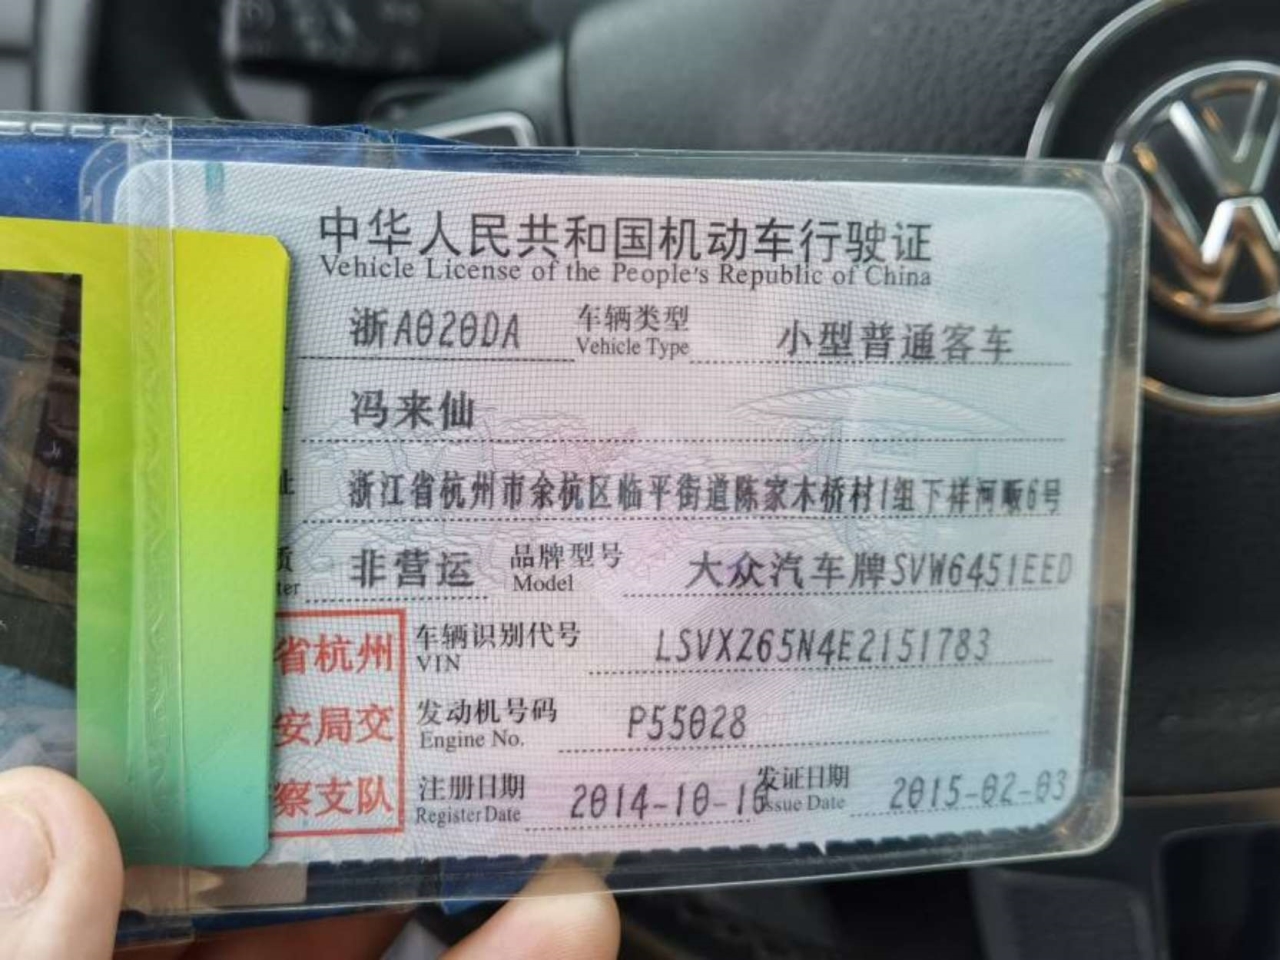 中华人民共和国机动车行驶证
Vehicle License of the People's Republic of China
浙A020DA 车辆类型 Vehicle Type 小型普通客车
冯来仙
址 浙江省杭州市余杭区临平街道陈家木桥村1组下祥河畈6号
质 ter 非营运 品牌型号 Model 大众汽车牌SVW6451EED
省杭州
安局交
察支队
车辆识别代号 VIN LSVXZ65N4E2151783
发动机号码 Engine No. P55028
注册日期 Register Date 2014-10-16 发证日期 Issue Date 2015-02-03